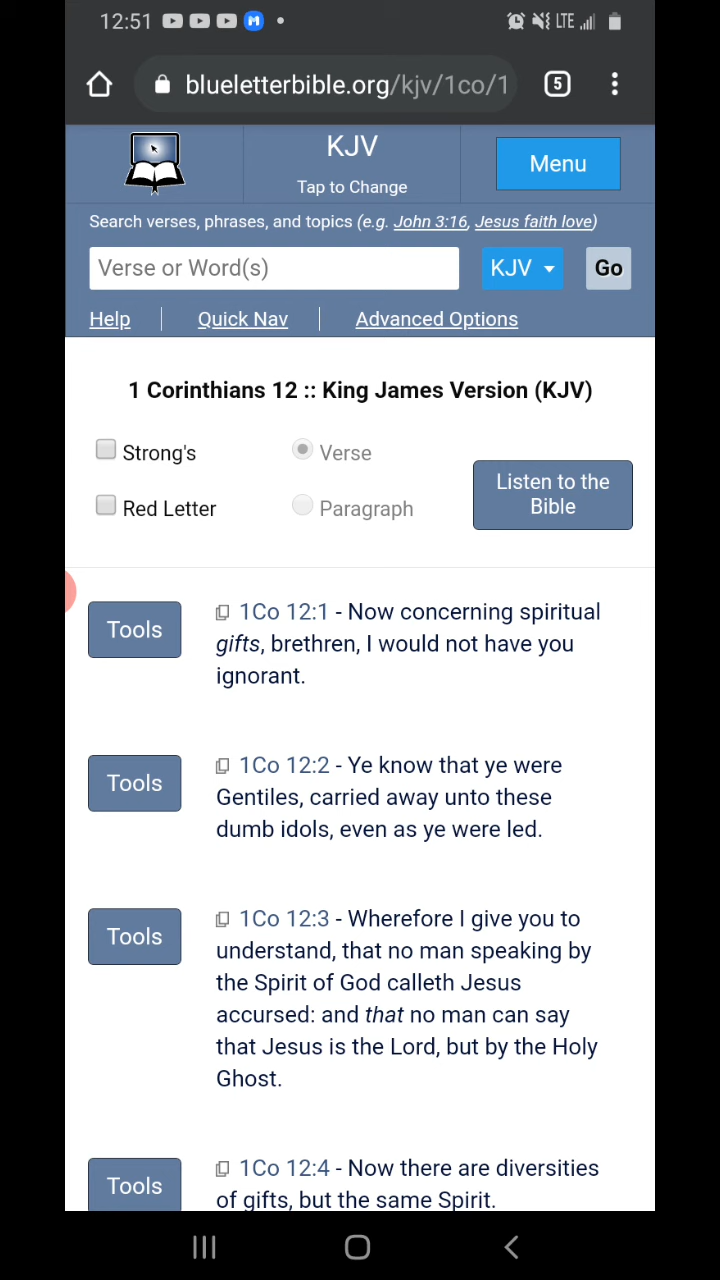 12:51
LTE
blueletterbible.org/kjv/1co/1
5
KJV
Tap to Change
Menu
Search verses, phrases, and topics (e.g. John 3:16, Jesus faith love)
Verse or Word(s)
KJV
Go
Help
Quick Nav
Advanced Options
1 Corinthians 12 :: King James Version (KJV)
Strong's
Verse
Red Letter
Paragraph
Listen to the
Bible
Tools
1Co 12:1 - Now concerning spiritual
gifts, brethren, I would not have you
ignorant.
Tools
1Co 12:2 - Ye know that ye were
Gentiles, carried away unto these
dumb idols, even as ye were led.
Tools
1Co 12:3 - Wherefore I give you to
understand, that no man speaking by
the Spirit of God calleth Jesus
accursed: and that no man can say
that Jesus is the Lord, but by the Holy
Ghost.
Tools
1Co 12:4 - Now there are diversities
of gifts, but the same Spirit.